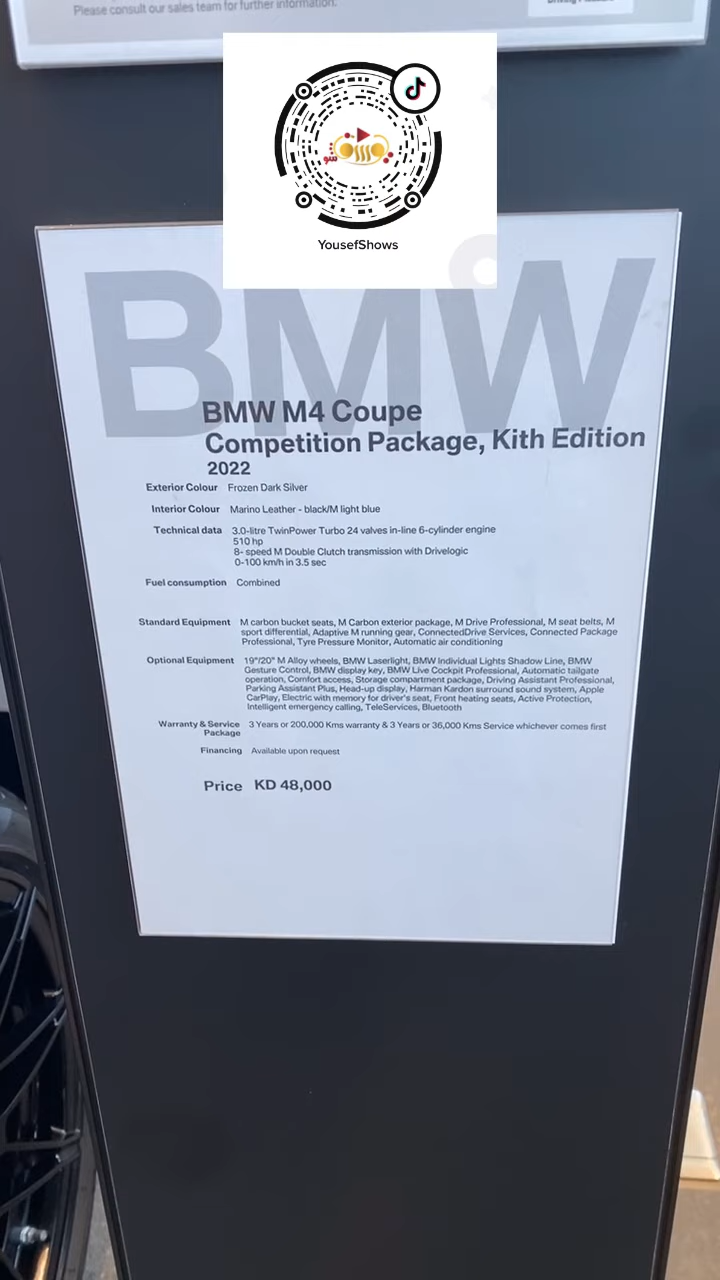 Please consult our sales team for further information.
YousefShows
BMW
BMW M4 Coupe
Competition Package, Kith Edition
2022
Exterior Colour Frozen Dark Silver
Interior Colour Marino Leather - black/M light blue
Technical data 3.0-litre TwinPower Turbo 24 valves in-line 6-cylinder engine
510 hp
8- speed M Double Clutch transmission with Drivelogic
0-100 km/h in 3.5 sec
Fuel consumption Combined
Standard Equipment M carbon bucket seats, M Carbon exterior package, M Drive Professional, M seat belts, M
sport differential, Adaptive M running gear, ConnectedDrive Services, Connected Package
Professional, Tyre Pressure Monitor, Automatic air conditioning
Optional Equipment 19"/20" M Alloy wheels, BMW Laserlight, BMW Individual Lights Shadow Line, BMW
Gesture Control, BMW display key, BMW Live Cockpit Professional, Automatic tailgate
operation, Comfort access, Storage compartment package, Driving Assistant Professional,
Parking Assistant Plus, Head-up display, Harman Kardon surround sound system, Apple
CarPlay, Electric with memory for driver's seat, Front heating seats, Active Protection,
Intelligent emergency calling, TeleServices, Bluetooth
Warranty & Service 3 Years or 200,000 Kms warranty & 3 Years or 36,000 Kms Service whichever comes first
Package
Financing Available upon request
Price KD 48,000